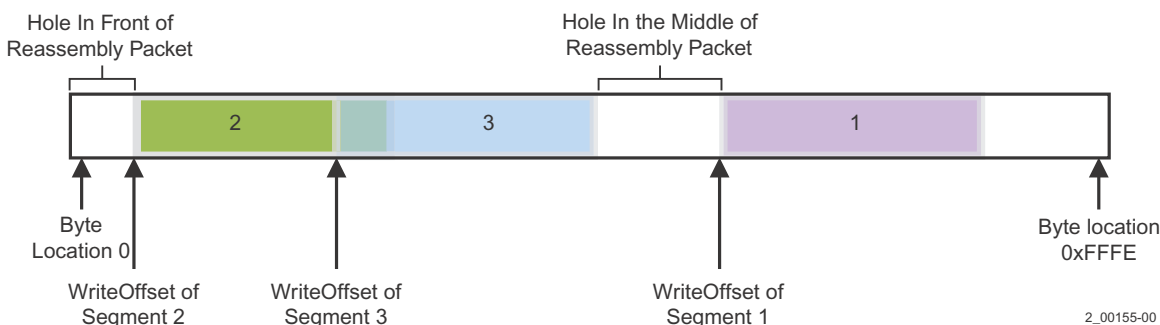 Hole In Front of
Reassembly Packet
Hole In the Middle of
Reassembly Packet
2
3
1
Byte
Location 0
Byte location
0xFFFE
WriteOffset of
Segment 2
WriteOffset of
Segment 3
WriteOffset of
Segment 1
2_00155-00